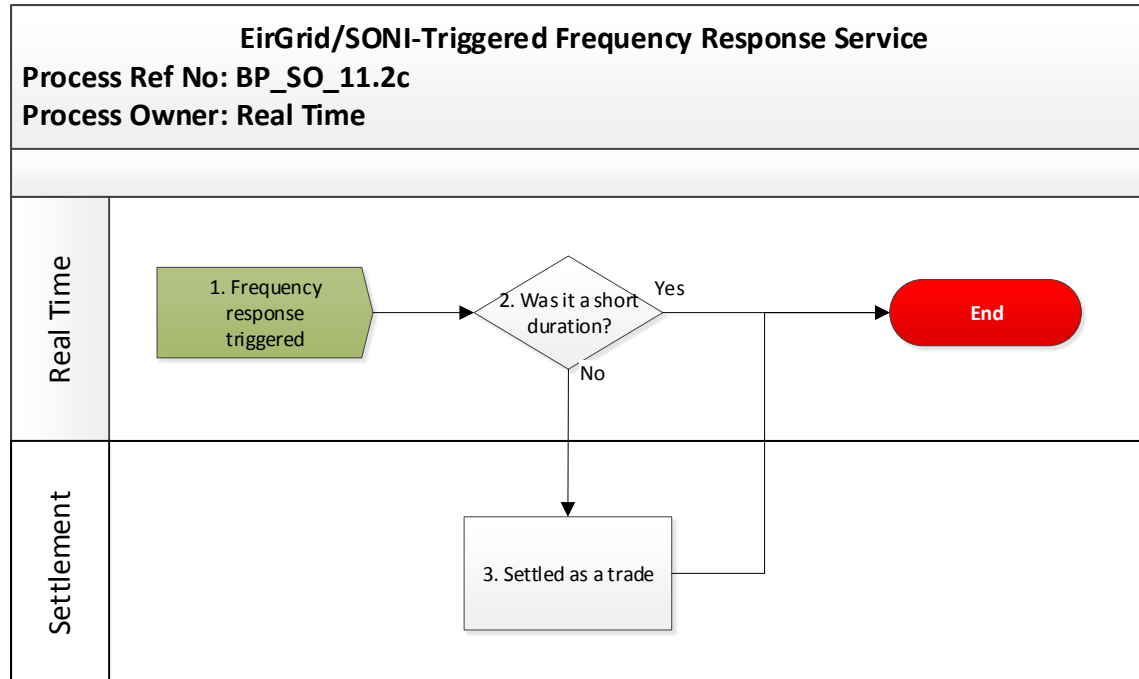 EirGrid/SONI-Triggered Frequency Response Service
Process Ref No: BP_SO_11.2c
Process Owner: Real Time
Real Time
1. Frequency
response
triggered
2. Was it a short
duration?
Yes
No
End
Settlement
3. Settled as a trade